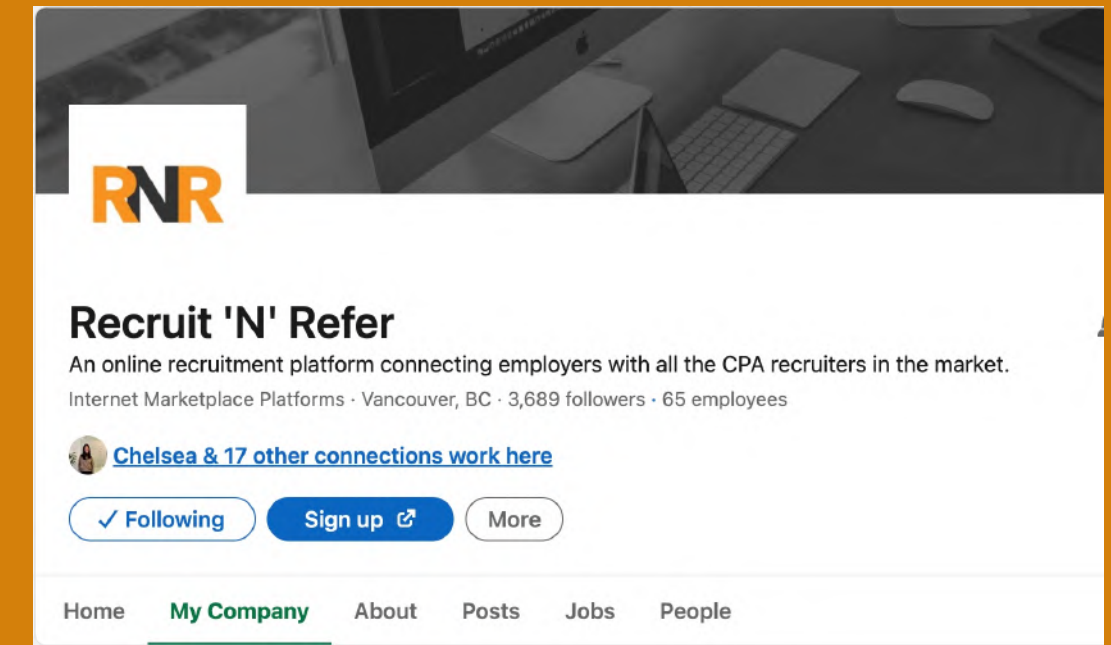 RNR
Recruit 'N' Refer
An online recruitment platform connecting employers with all the CPA recruiters in the market.
Internet Marketplace Platforms · Vancouver, BC · 3,689 followers · 65 employees
Chelsea & 17 other connections work here
✓ Following Sign up More
Home My Company About Posts Jobs People